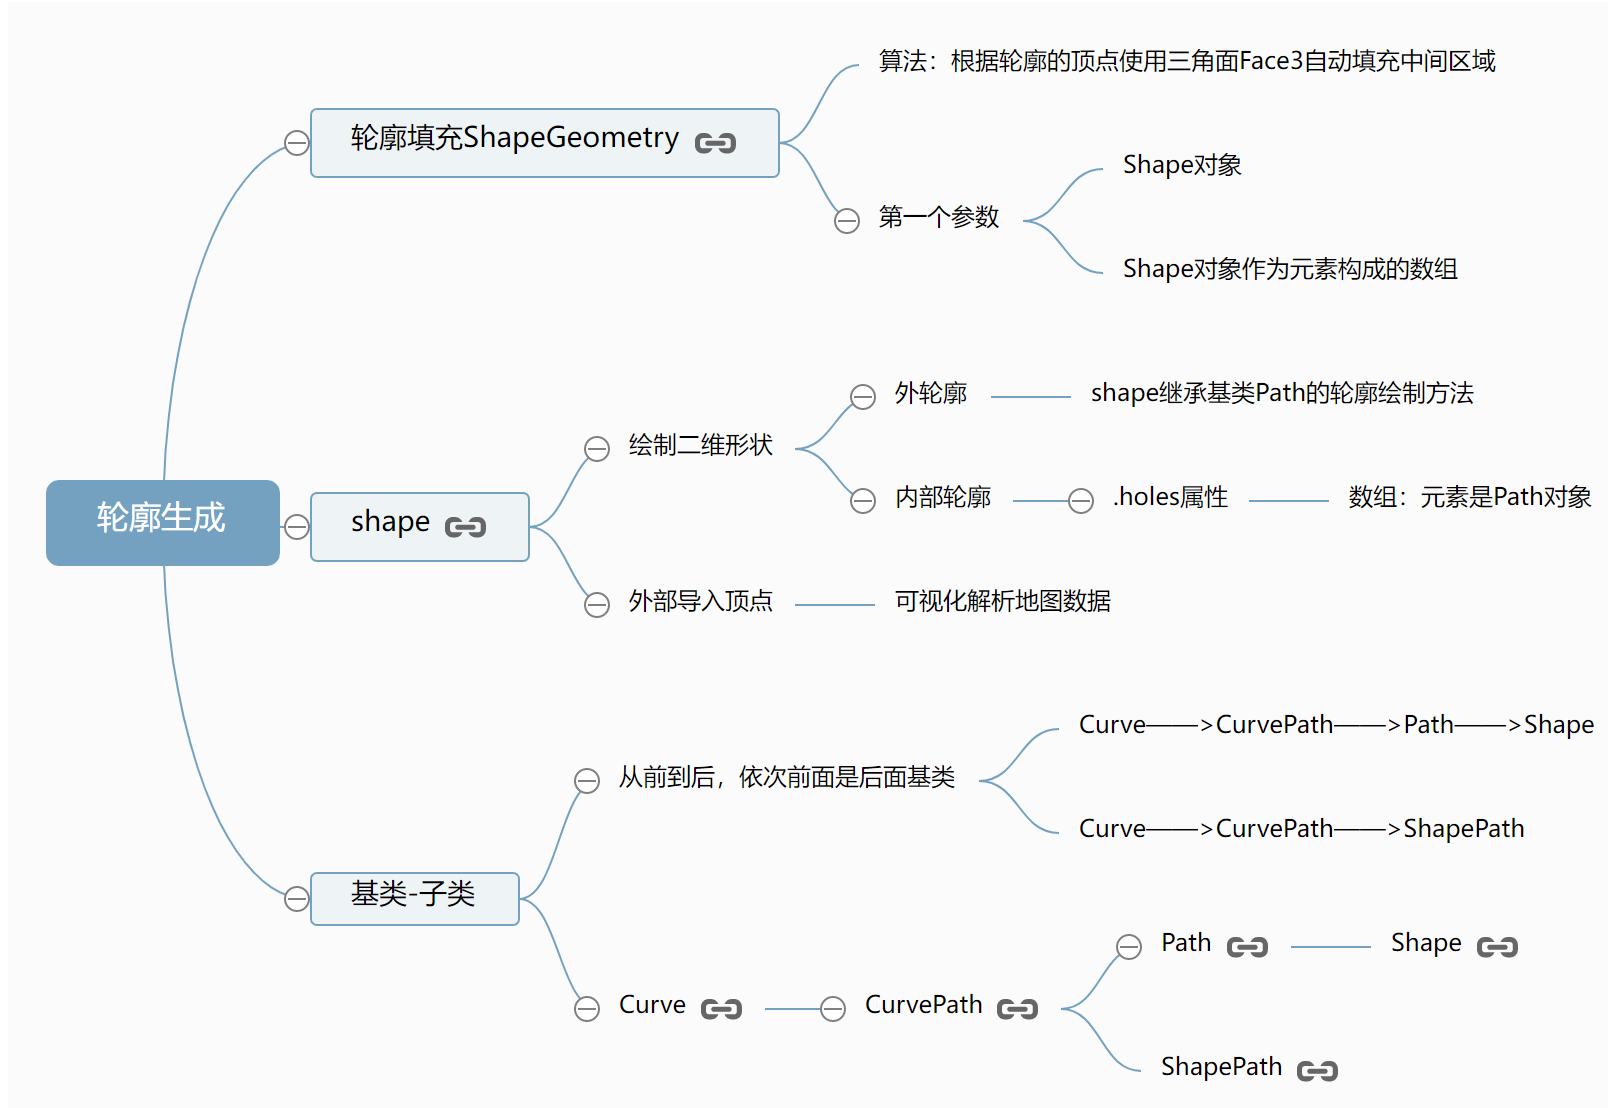 轮廓生成
轮廓填充ShapeGeometry
算法：根据轮廓的顶点使用三角面Face3自动填充中间区域
第一个参数
Shape对象
Shape对象作为元素构成的数组
shape
绘制二维形状
外轮廓
shape继承基类Path的轮廓绘制方法
内部轮廓
.holes属性
数组：元素是Path对象
外部导入顶点
可视化解析地图数据
基类-子类
从前到后，依次前面是后面基类
Curve——>CurvePath——>Path——>Shape
Curve——>CurvePath——>ShapePath
Curve
CurvePath
Path
Shape
ShapePath